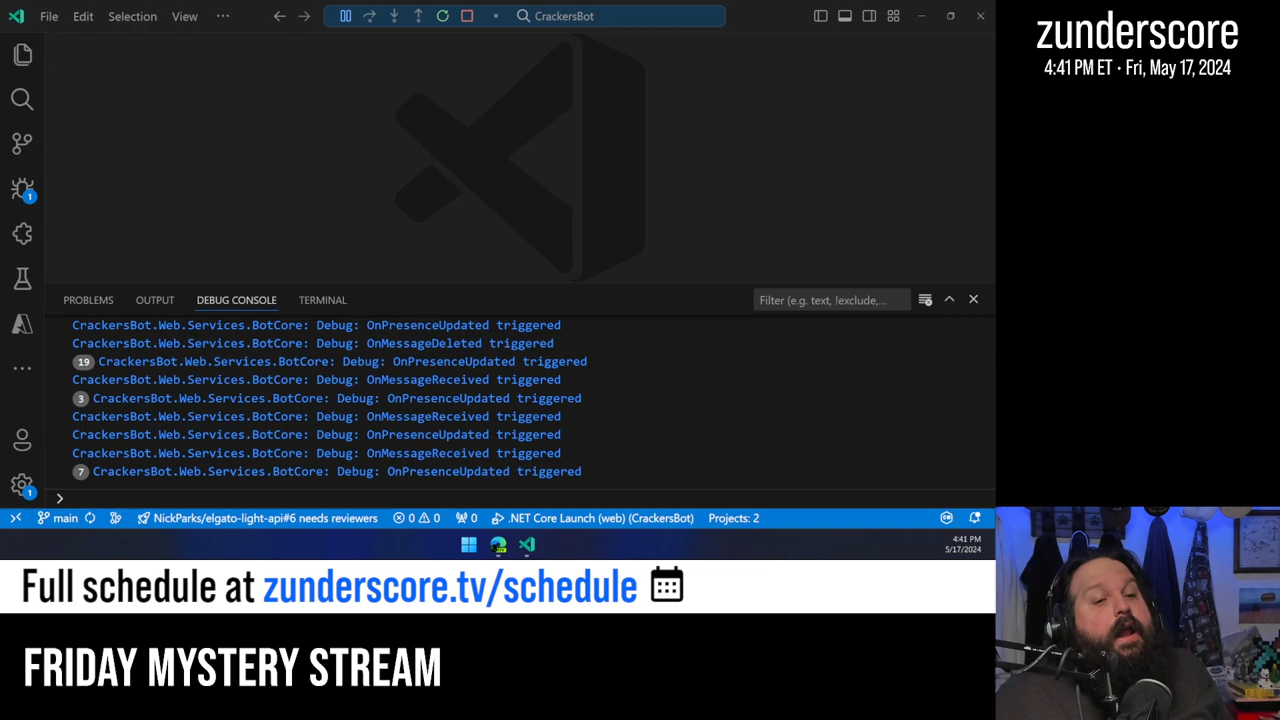 File Edit Selection View ··· CrackersBot
zunderscore
4:41 PM ET • Fri, May 17, 2024
1
PROBLEMS OUTPUT DEBUG CONSOLE TERMINAL Filter (e.g. text, !exclude,...
CrackersBot.Web.Services.BotCore: Debug: OnPresenceUpdated triggered
CrackersBot.Web.Services.BotCore: Debug: OnMessageDeleted triggered
19 CrackersBot.Web.Services.BotCore: Debug: OnPresenceUpdated triggered
CrackersBot.Web.Services.BotCore: Debug: OnMessageReceived triggered
3 CrackersBot.Web.Services.BotCore: Debug: OnPresenceUpdated triggered
CrackersBot.Web.Services.BotCore: Debug: OnMessageReceived triggered
CrackersBot.Web.Services.BotCore: Debug: OnPresenceUpdated triggered
CrackersBot.Web.Services.BotCore: Debug: OnMessageReceived triggered
7 CrackersBot.Web.Services.BotCore: Debug: OnPresenceUpdated triggered
1
>
main NickParks/elgato-light-api#6 needs reviewers 0 0 0 .NET Core Launch (web) (CrackersBot) Projects: 2
4:41 PM
5/17/2024
Full schedule at zunderscore.tv/schedule
FRIDAY MYSTERY STREAM